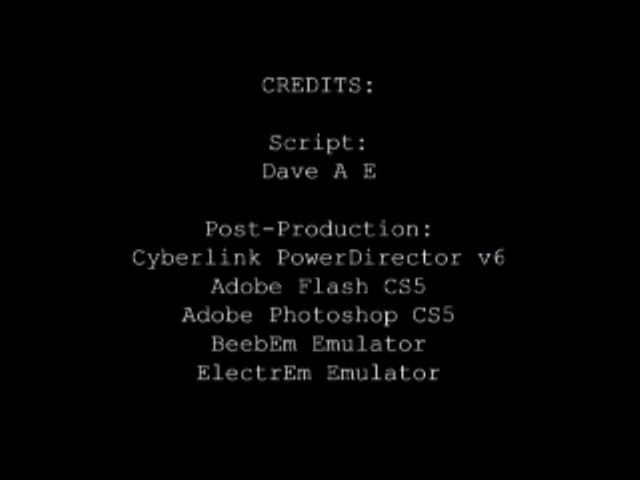 CREDITS:
Script:
Dave A E
Post-Production:
Cyberlink PowerDirector v6
Adobe Flash CS5
Adobe Photoshop CS5
BeebEm Emulator
ElectrEm Emulator